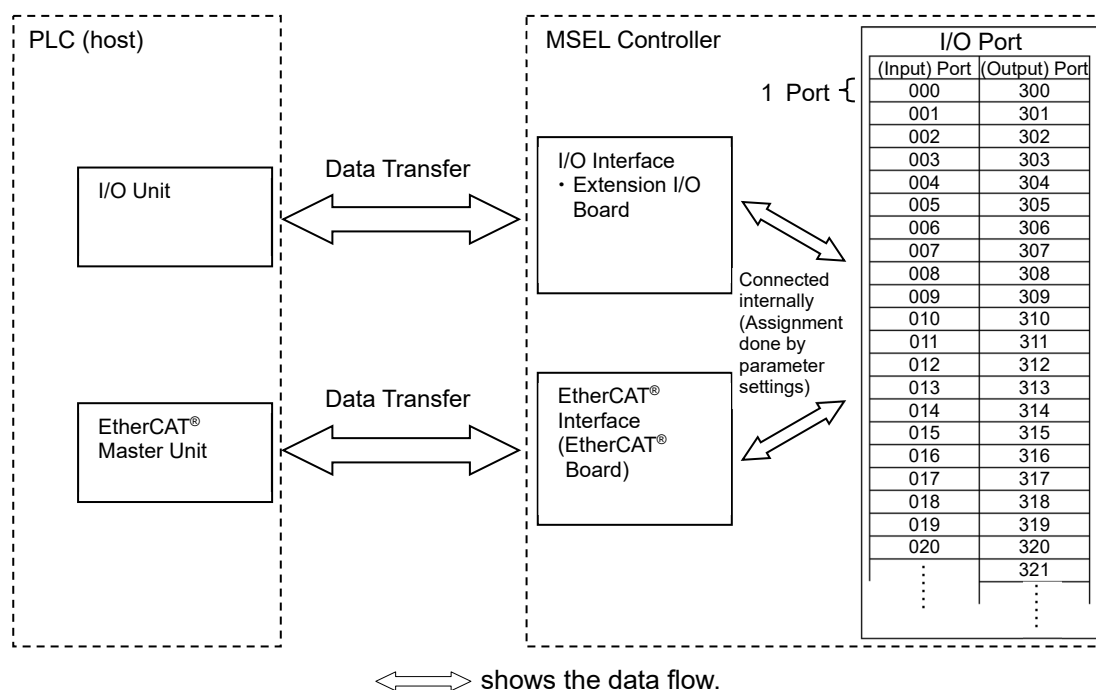 PLC (host)
MSEL Controller
I/O Port
(Input) Port (Output) Port
1 Port {
000 300
001 301
002 302
003 303
004 304
005 305
006 306
007 307
008 308
009 309
010 310
011 311
012 312
013 313
014 314
015 315
016 316
017 317
018 318
019 319
020 320
321
I/O Unit
Data Transfer
I/O Interface
・Extension I/O
Board
Connected
internally
(Assignment
done by
parameter
settings)
EtherCAT®
Master Unit
Data Transfer
EtherCAT®
Interface
(EtherCAT®
Board)
shows the data flow.